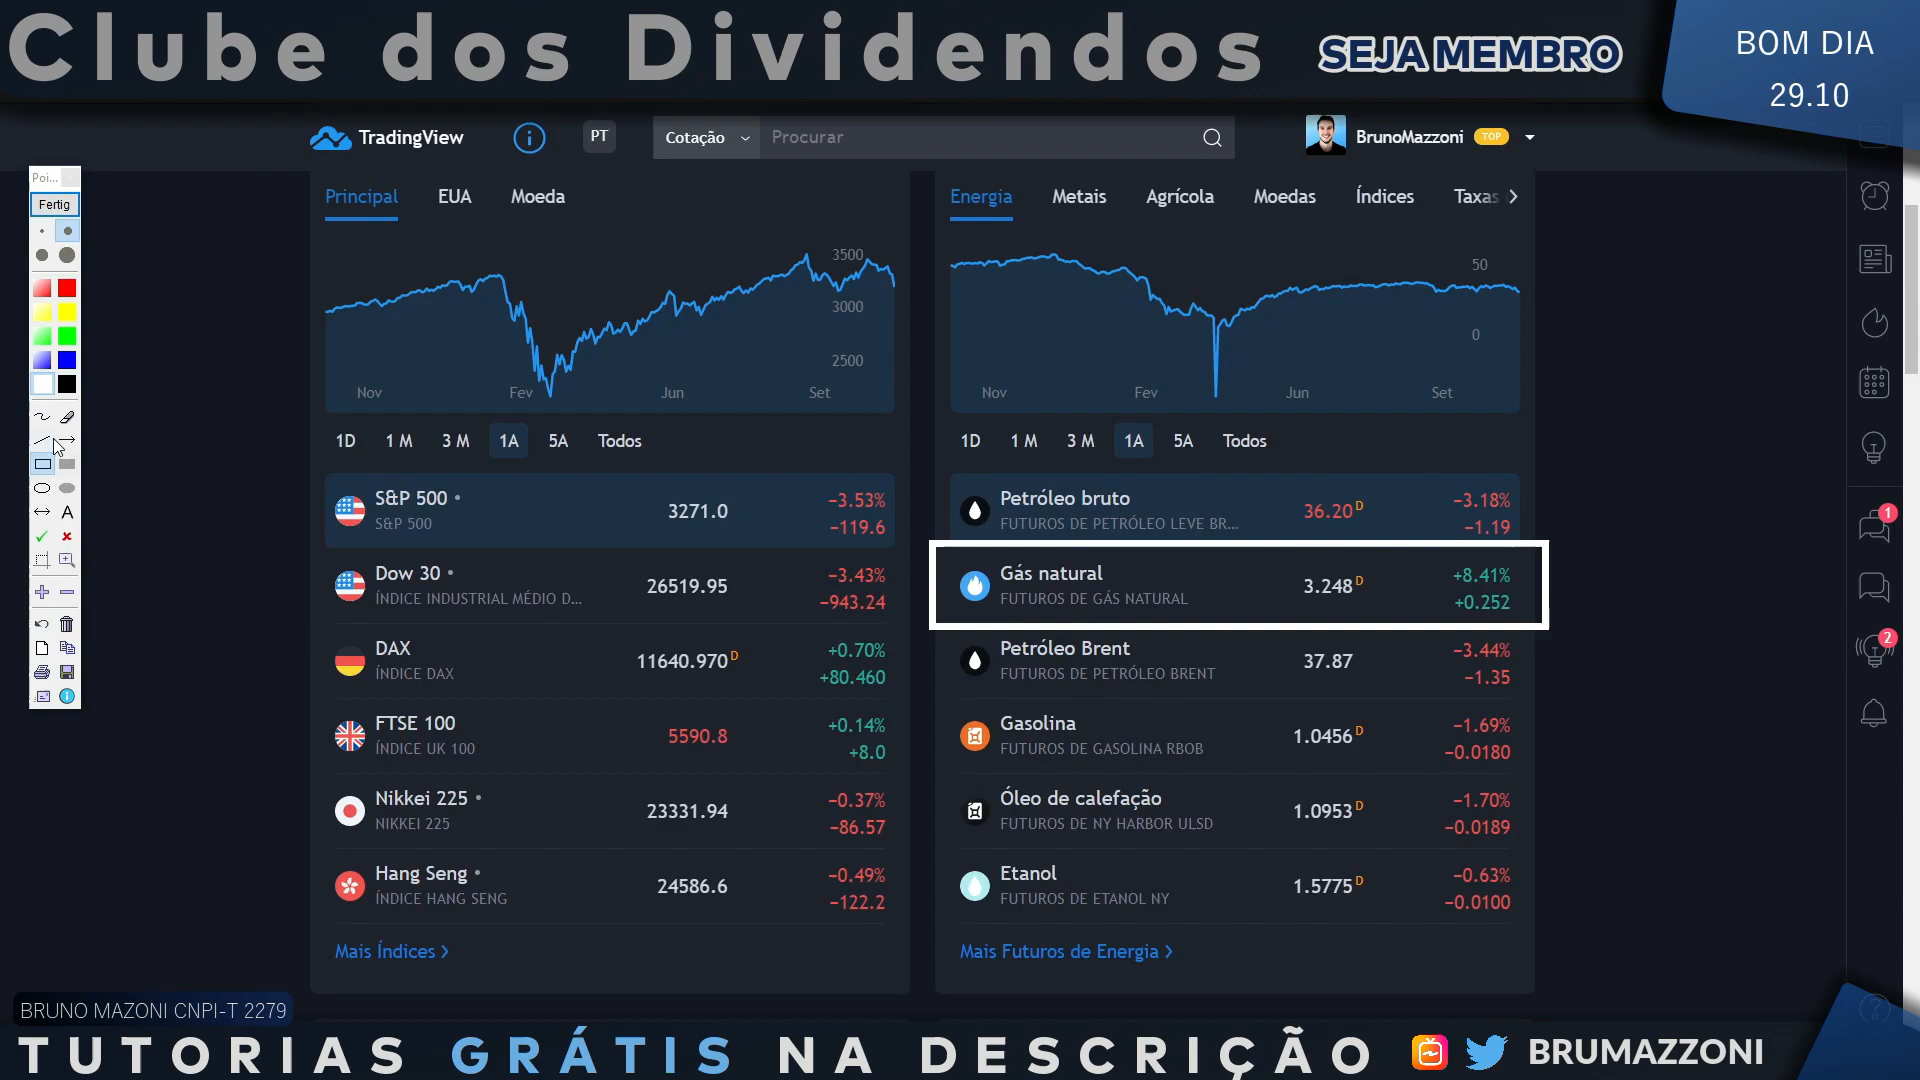 Clube dos Dividendos
SEJA MEMBRO
BOM DIA
29.10
TradingView
PT
Cotação
Procurar
BrunoMazzoni
TOP
Poi...
Fertig
A
Principal
EUA
Moeda
3500
3000
2500
Nov
Fev
Jun
Set
1D
1 M
3 M
1A
5A
Todos
S&P 500
3271.0
−3.53%
S&P 500
−119.6
Dow 30
26519.95
−3.43%
ÍNDICE INDUSTRIAL MÉDIO D...
−943.24
DAX
11640.970 D
+0.70%
ÍNDICE DAX
+80.460
FTSE 100
5590.8
+0.14%
ÍNDICE UK 100
+8.0
Nikkei 225
23331.94
−0.37%
NIKKEI 225
−86.57
Hang Seng
24586.6
−0.49%
ÍNDICE HANG SENG
−122.2
Mais Índices
Energia
Metais
Agrícola
Moedas
Índices
Taxas
50
0
Nov
Fev
Jun
Set
1D
1 M
3 M
1A
5A
Todos
Petróleo bruto
36.20 D
−3.18%
FUTUROS DE PETRÓLEO LEVE BR...
−1.19
Gás natural
3.248 D
+8.41%
FUTUROS DE GÁS NATURAL
+0.252
Petróleo Brent
37.87
−3.44%
FUTUROS DE PETRÓLEO BRENT
−1.35
Gasolina
1.0456 D
−1.69%
FUTUROS DE GASOLINA RBOB
−0.0180
Óleo de calefação
1.0953 D
−1.70%
FUTUROS DE NY HARBOR ULSD
−0.0189
Etanol
1.5775 D
−0.63%
FUTUROS DE ETANOL NY
−0.0100
Mais Futuros de Energia
1
2
BRUNO MAZONI CNPI-T 2279
TUTORIAS GRÁTIS NA DESCRIÇÃO
BRUMAZZONI